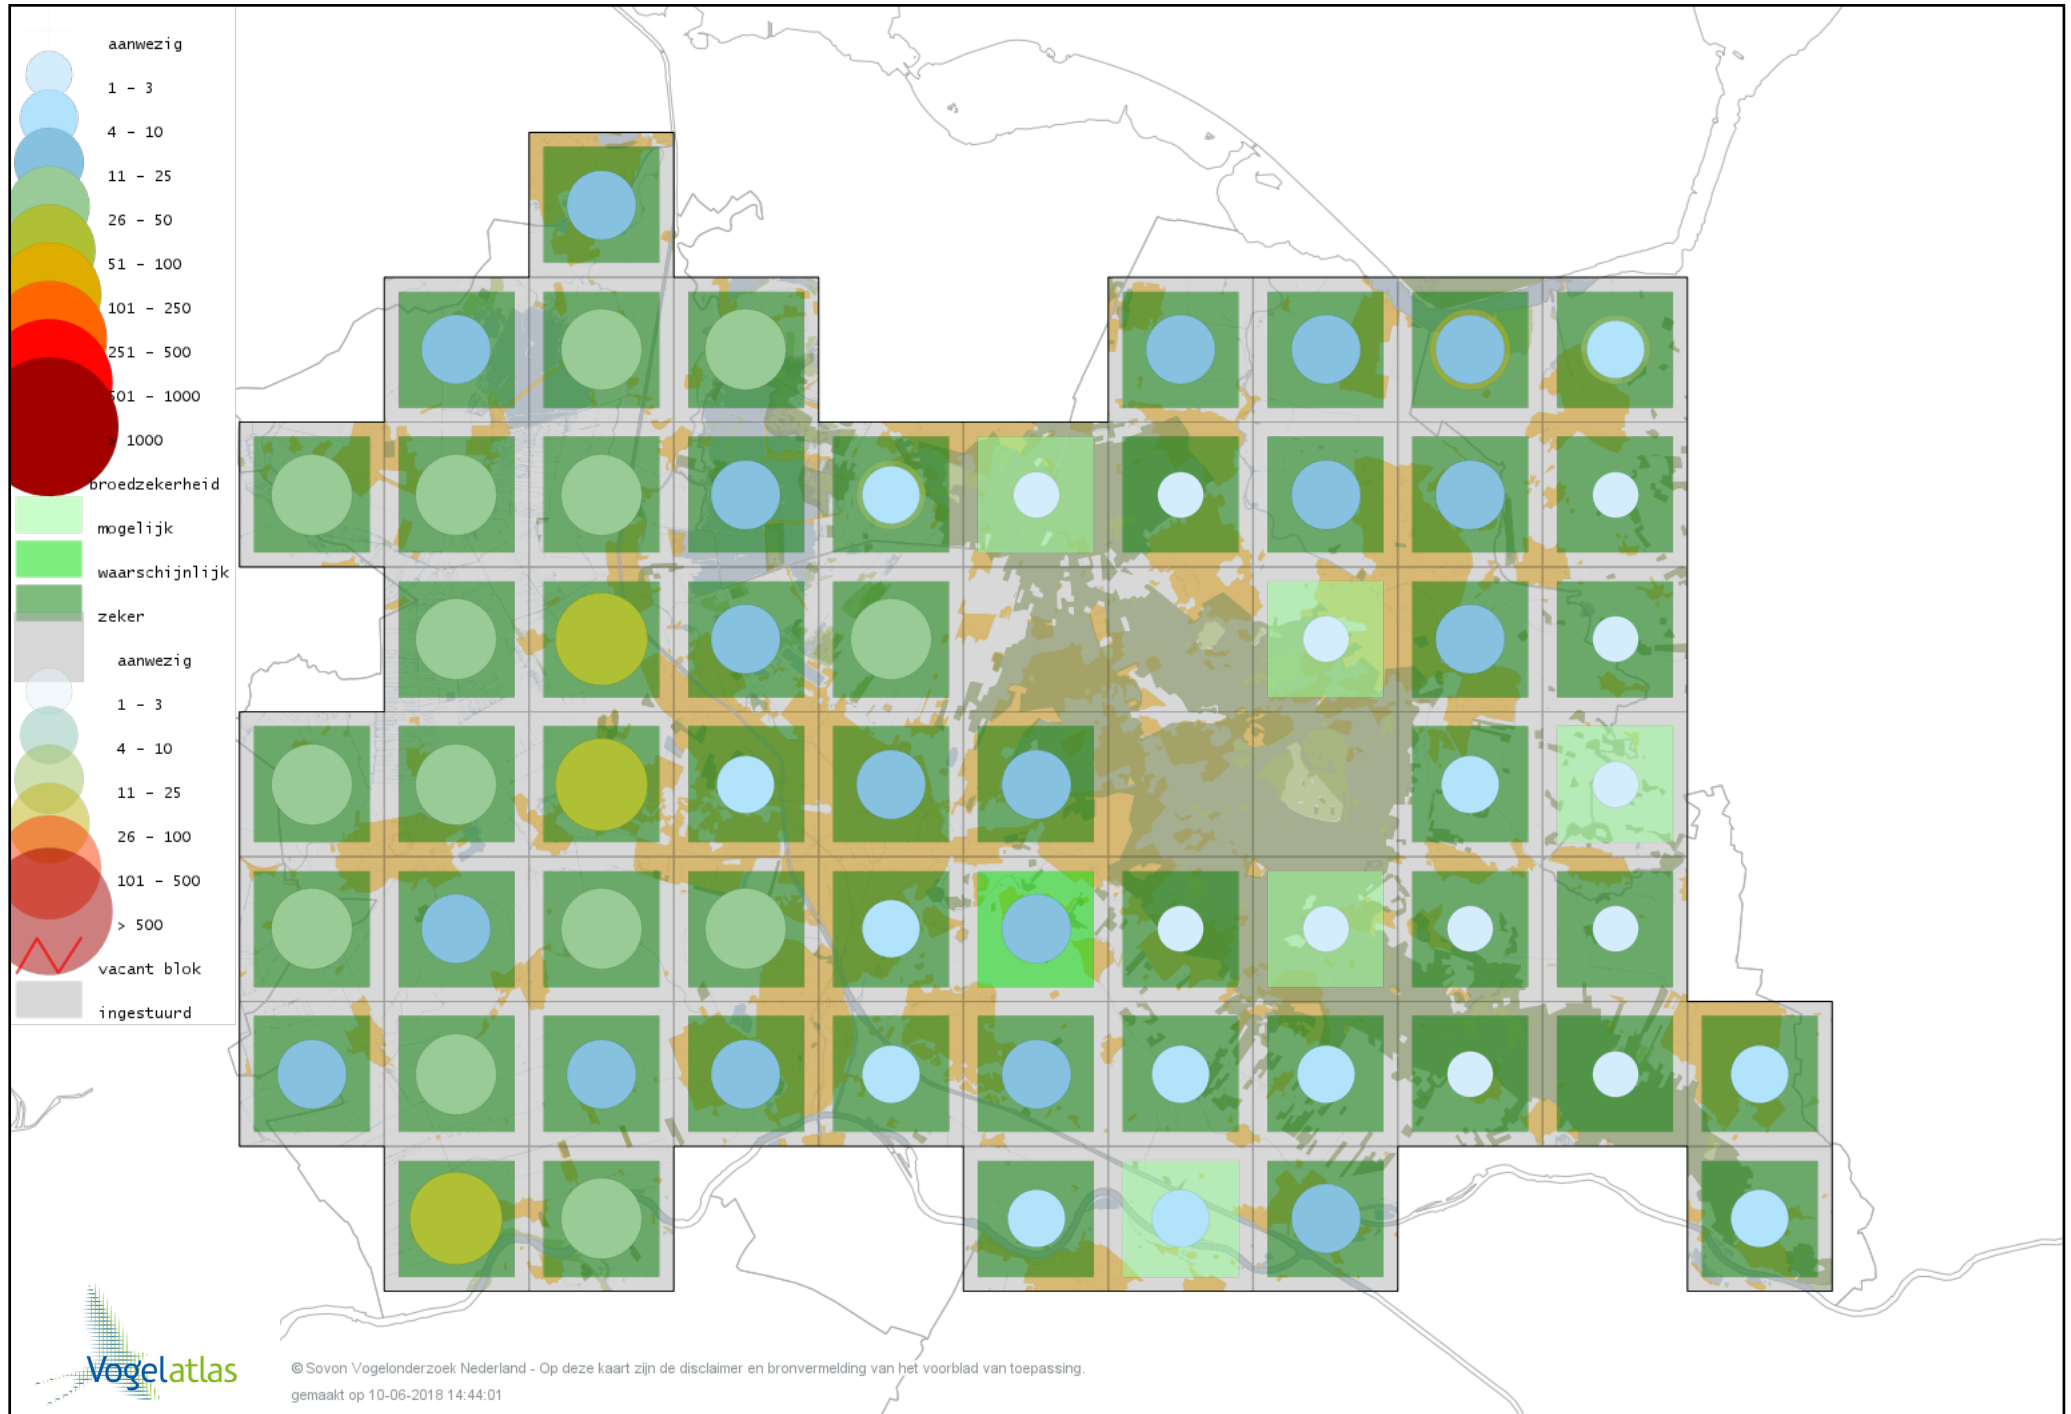 aanwezig
1 - 3
4 - 10
11 - 25
26 - 50
51 - 100
101 - 250
251 - 500
501 - 1000
> 1000
broedzekerheid
mogelijk
waarschijnlijk
zeker
aanwezig
1 - 3
4 - 10
11 - 25
26 - 100
101 - 500
> 500
vacant blok
ingestuurd
Vogelatlas
© Sovon Vogelonderzoek Nederland - Op deze kaart zijn de disclaimer en bronvermelding van het voorblad van toepassing.
gemaakt op 10-06-2018 14:44:01